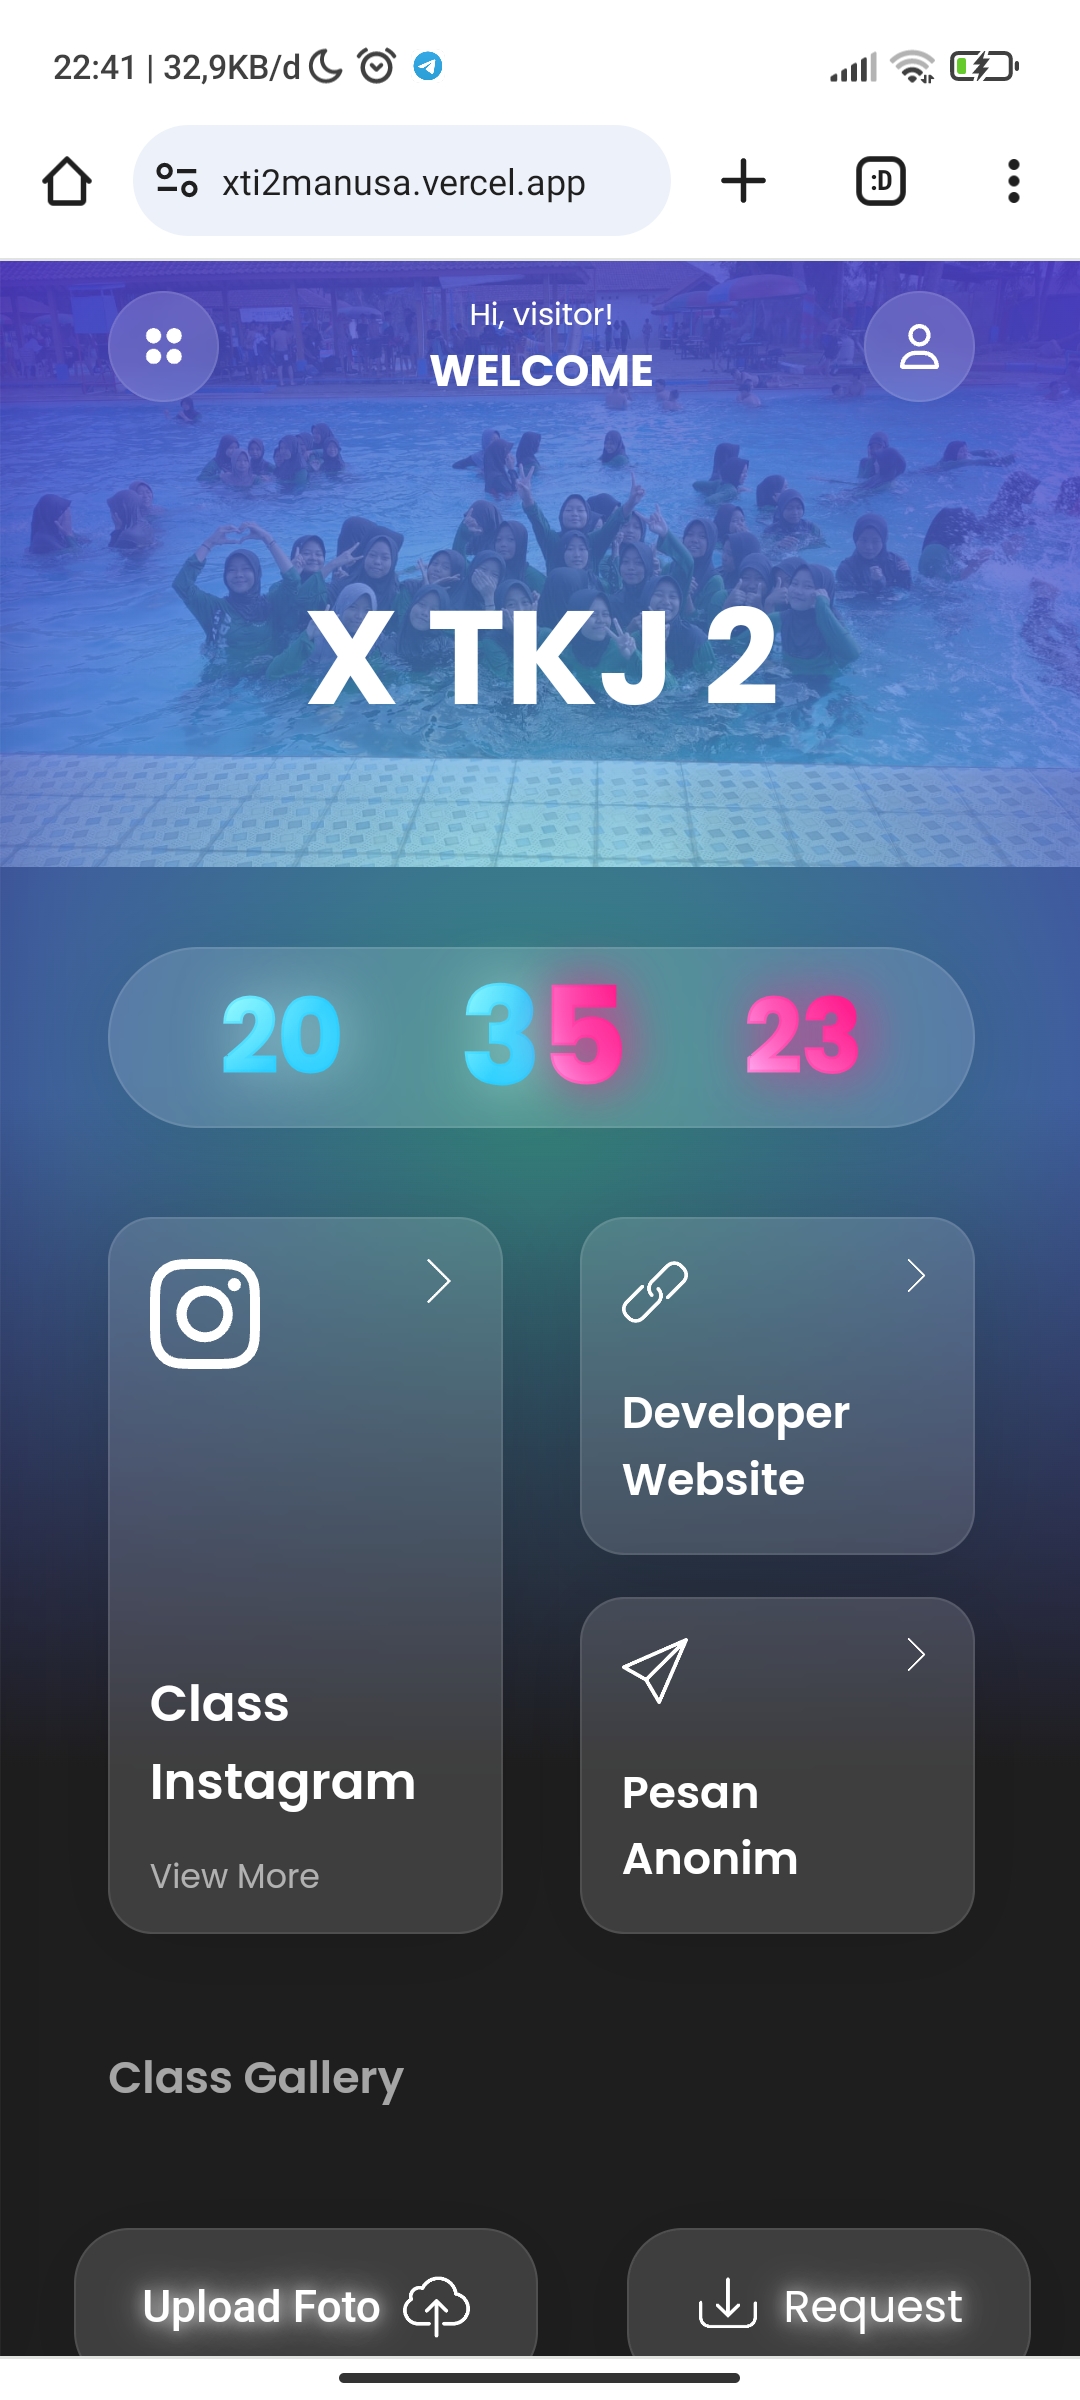 22:41 | 32,9KB/d
xti2manusa.vercel.app
:D
Hi, visitor!
WELCOME
X TKJ 2
20 35 23
Class
Instagram
View More
Developer
Website
Pesan
Anonim
Class Gallery
Upload Foto
Request